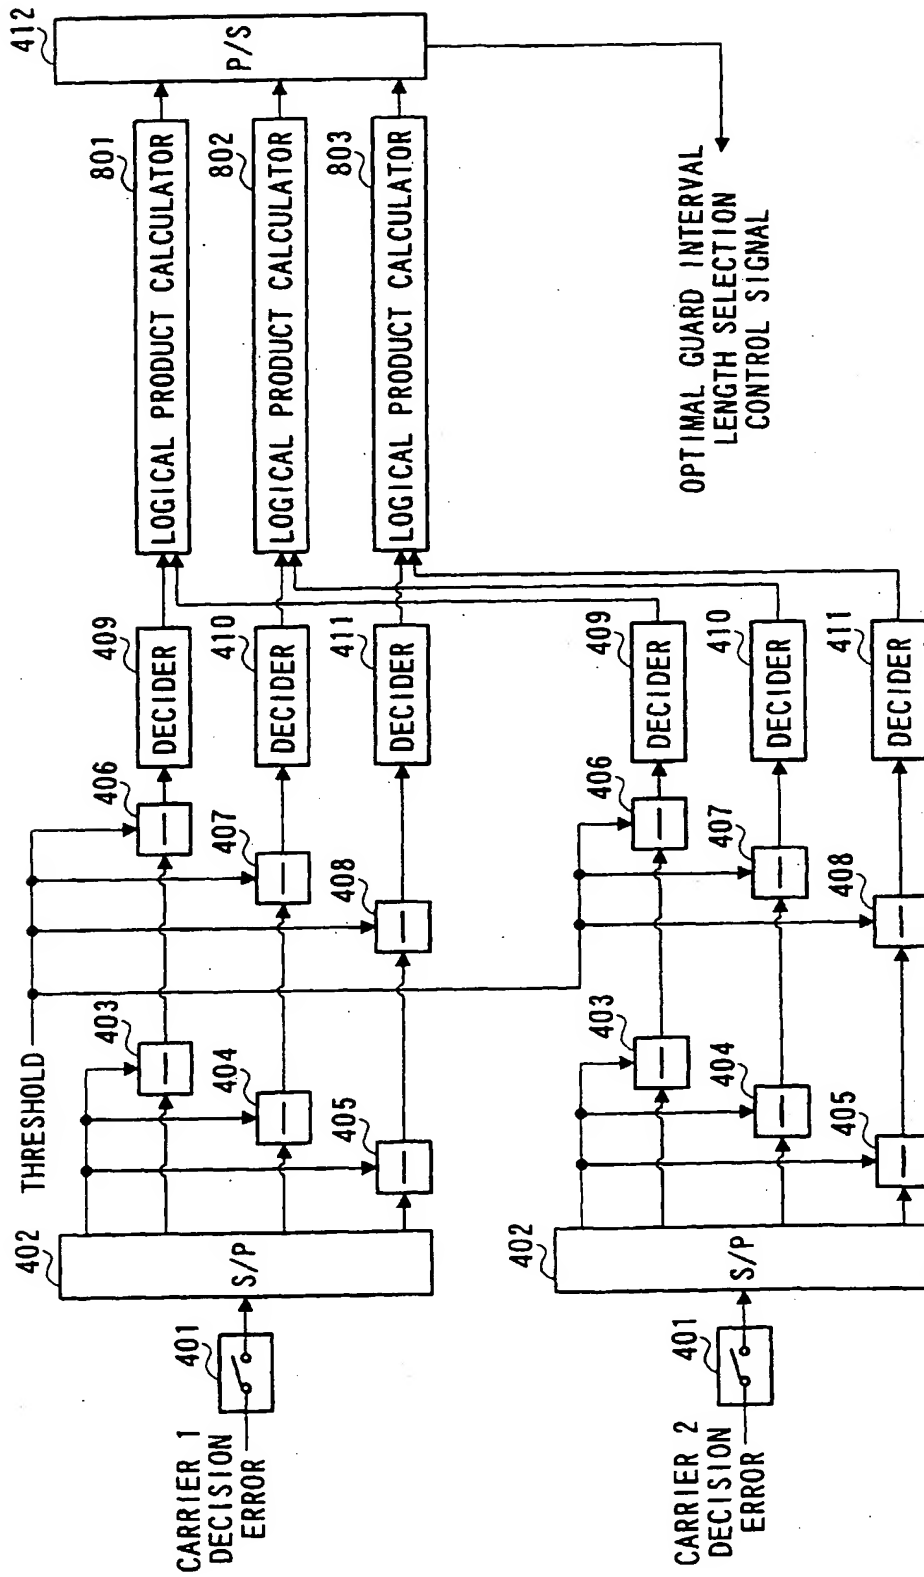 CARRIER 1
DECISION
ERROR
401
402
S/P
THRESHOLD
403
404
405
406
407
408
409
DECIDER
410
DECIDER
411
DECIDER
801
LOGICAL PRODUCT CALCULATOR
802
LOGICAL PRODUCT CALCULATOR
803
LOGICAL PRODUCT CALCULATOR
412
P/S
OPTIMAL GUARD INTERVAL
LENGTH SELECTION
CONTROL SIGNAL
CARRIER 2
DECISION
ERROR
401
402
S/P
403
404
405
406
407
408
409
DECIDER
410
DECIDER
411
DECIDER